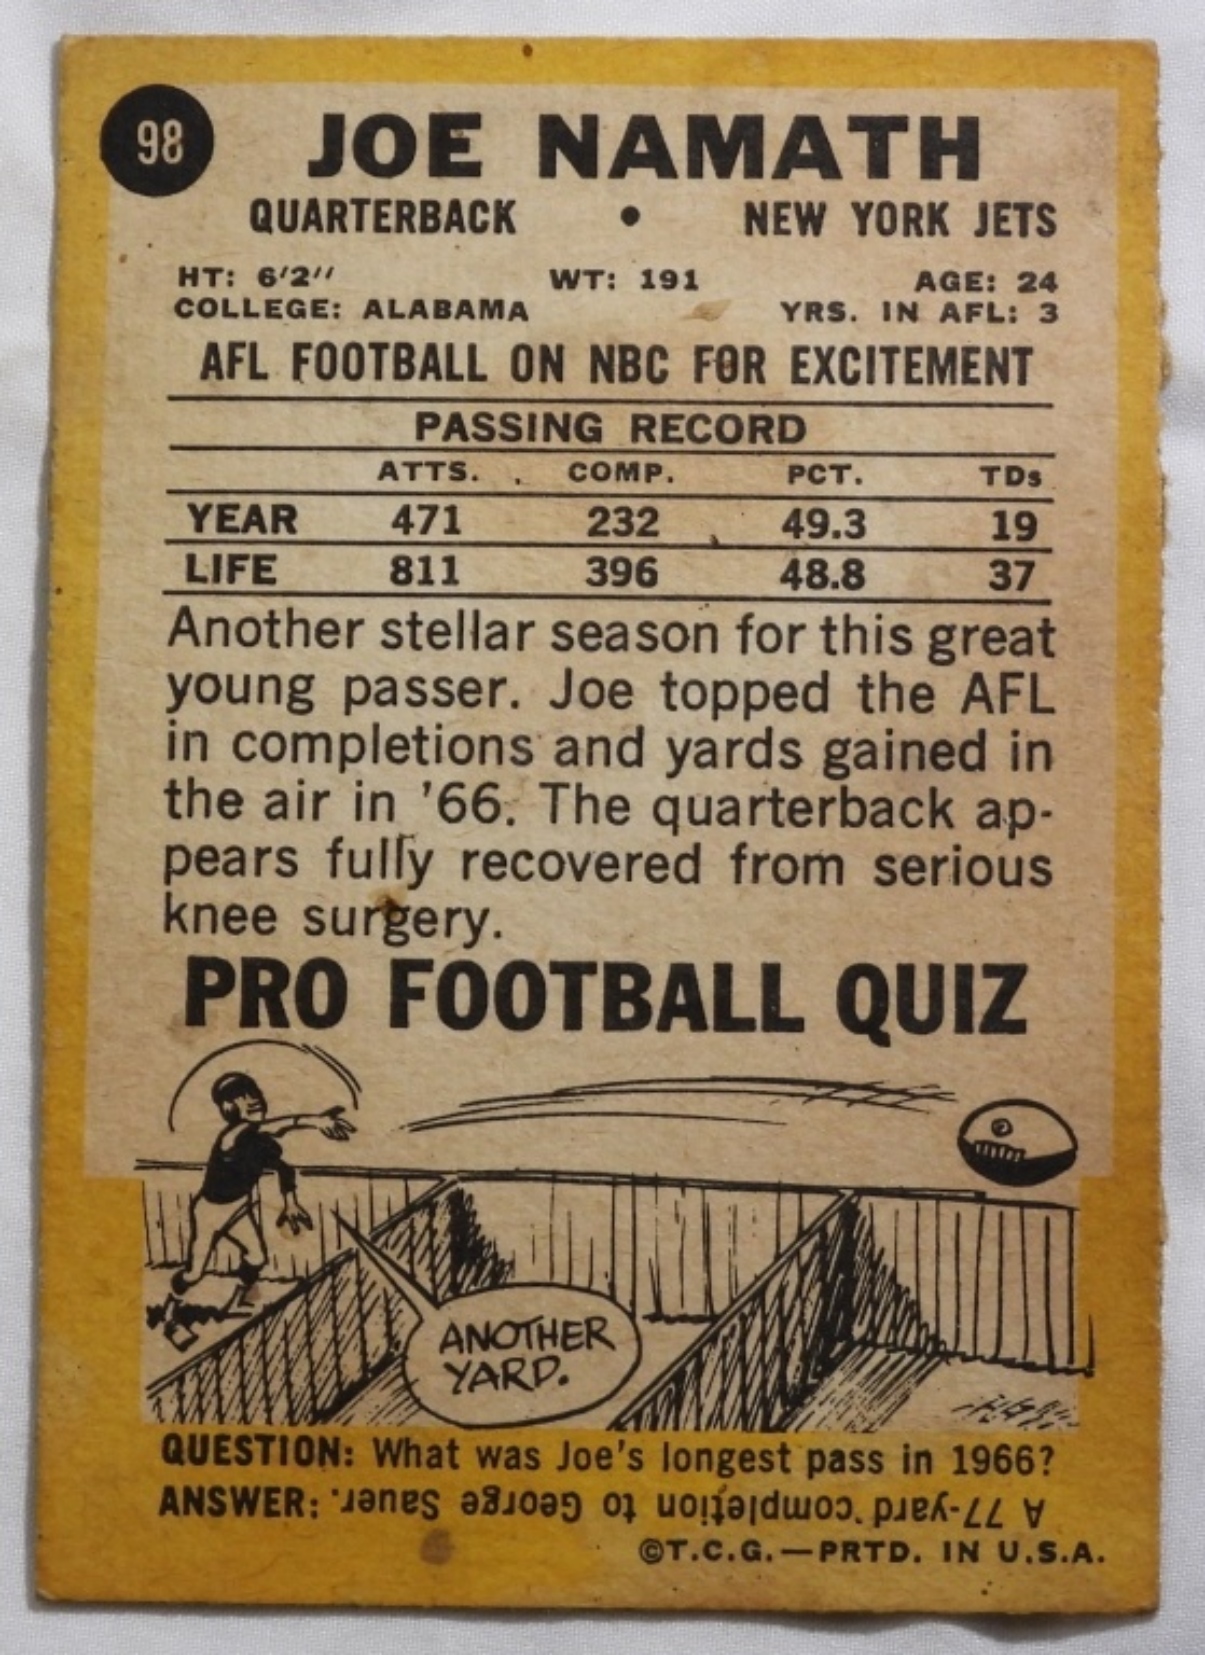 98
JOE NAMATH
QUARTERBACK • NEW YORK JETS
HT: 6'2" WT: 191 AGE: 24
COLLEGE: ALABAMA YRS. IN AFL: 3
AFL FOOTBALL ON NBC FOR EXCITEMENT
PASSING RECORD
ATTS. COMP. PCT. TDs
YEAR 471 232 49.3 19
LIFE 811 396 48.8 37
Another stellar season for this great
young passer. Joe topped the AFL
in completions and yards gained in
the air in '66. The quarterback ap-
pears fully recovered from serious
knee surgery.
PRO FOOTBALL QUIZ
ANOTHER
YARD.
QUESTION: What was Joe's longest pass in 1966?
ANSWER: A 77-yard completion to George Sauer.
©T.C.G.—PRTD. IN U.S.A.